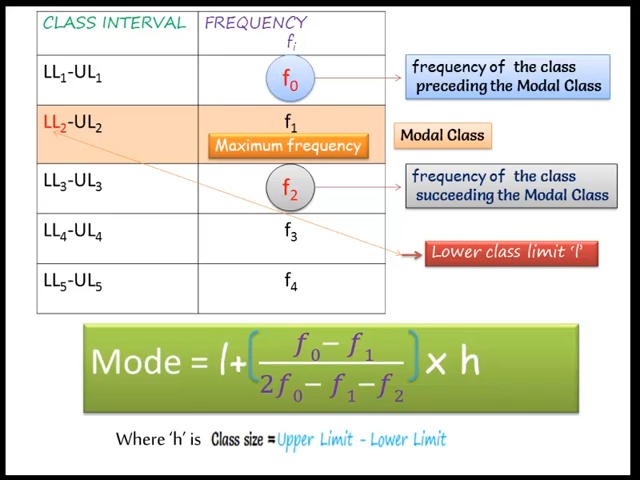 CLASS INTERVAL FREQUENCY
fi
LL1-UL1 f0 frequency of the class
preceding the Modal Class
LL2-UL2 f1 Modal Class
Maximum frequency
LL3-UL3 f2 frequency of the class
succeeding the Modal Class
LL4-UL4 f3
Lower class limit 'l'
LL5-UL5 f4
Mode = l+(f0 − f1 / 2f0 − f1 − f2) x h
Where 'h' is Class size = Upper Limit - Lower Limit